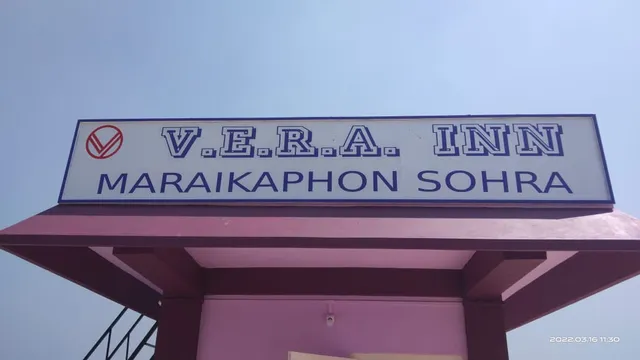 V.E.R.A. INN
MARAIKAPHON SOHRA
2022.03.16 11:30